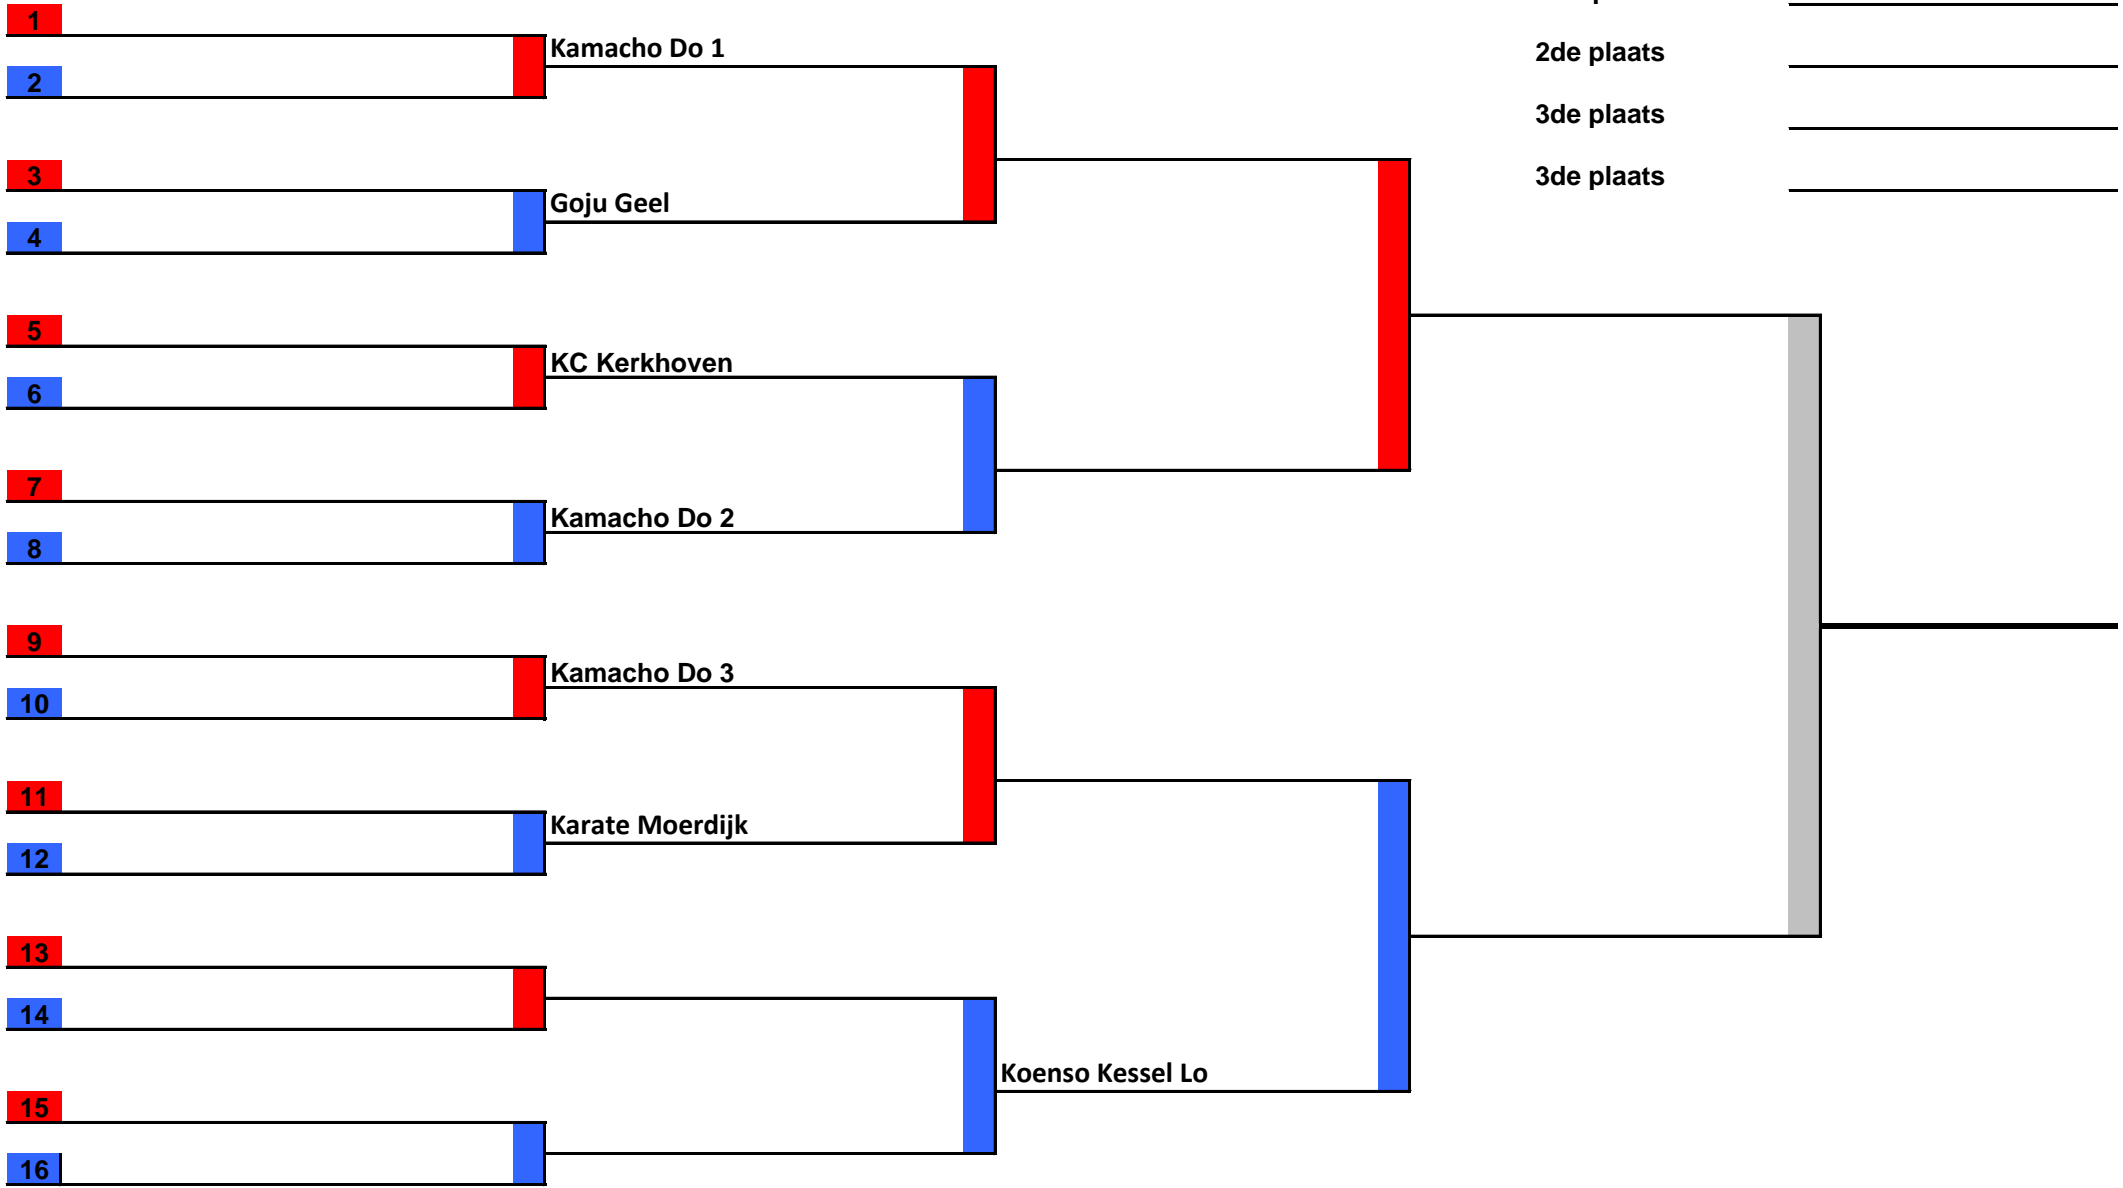 1
Kamacho Do 1
2de plaats
2
3de plaats
3
3de plaats
Goju Geel
4
5
KC Kerkhoven
6
7
Kamacho Do 2
8
9
Kamacho Do 3
10
11
Karate Moerdijk
12
13
14
Koenso Kessel Lo
15
16